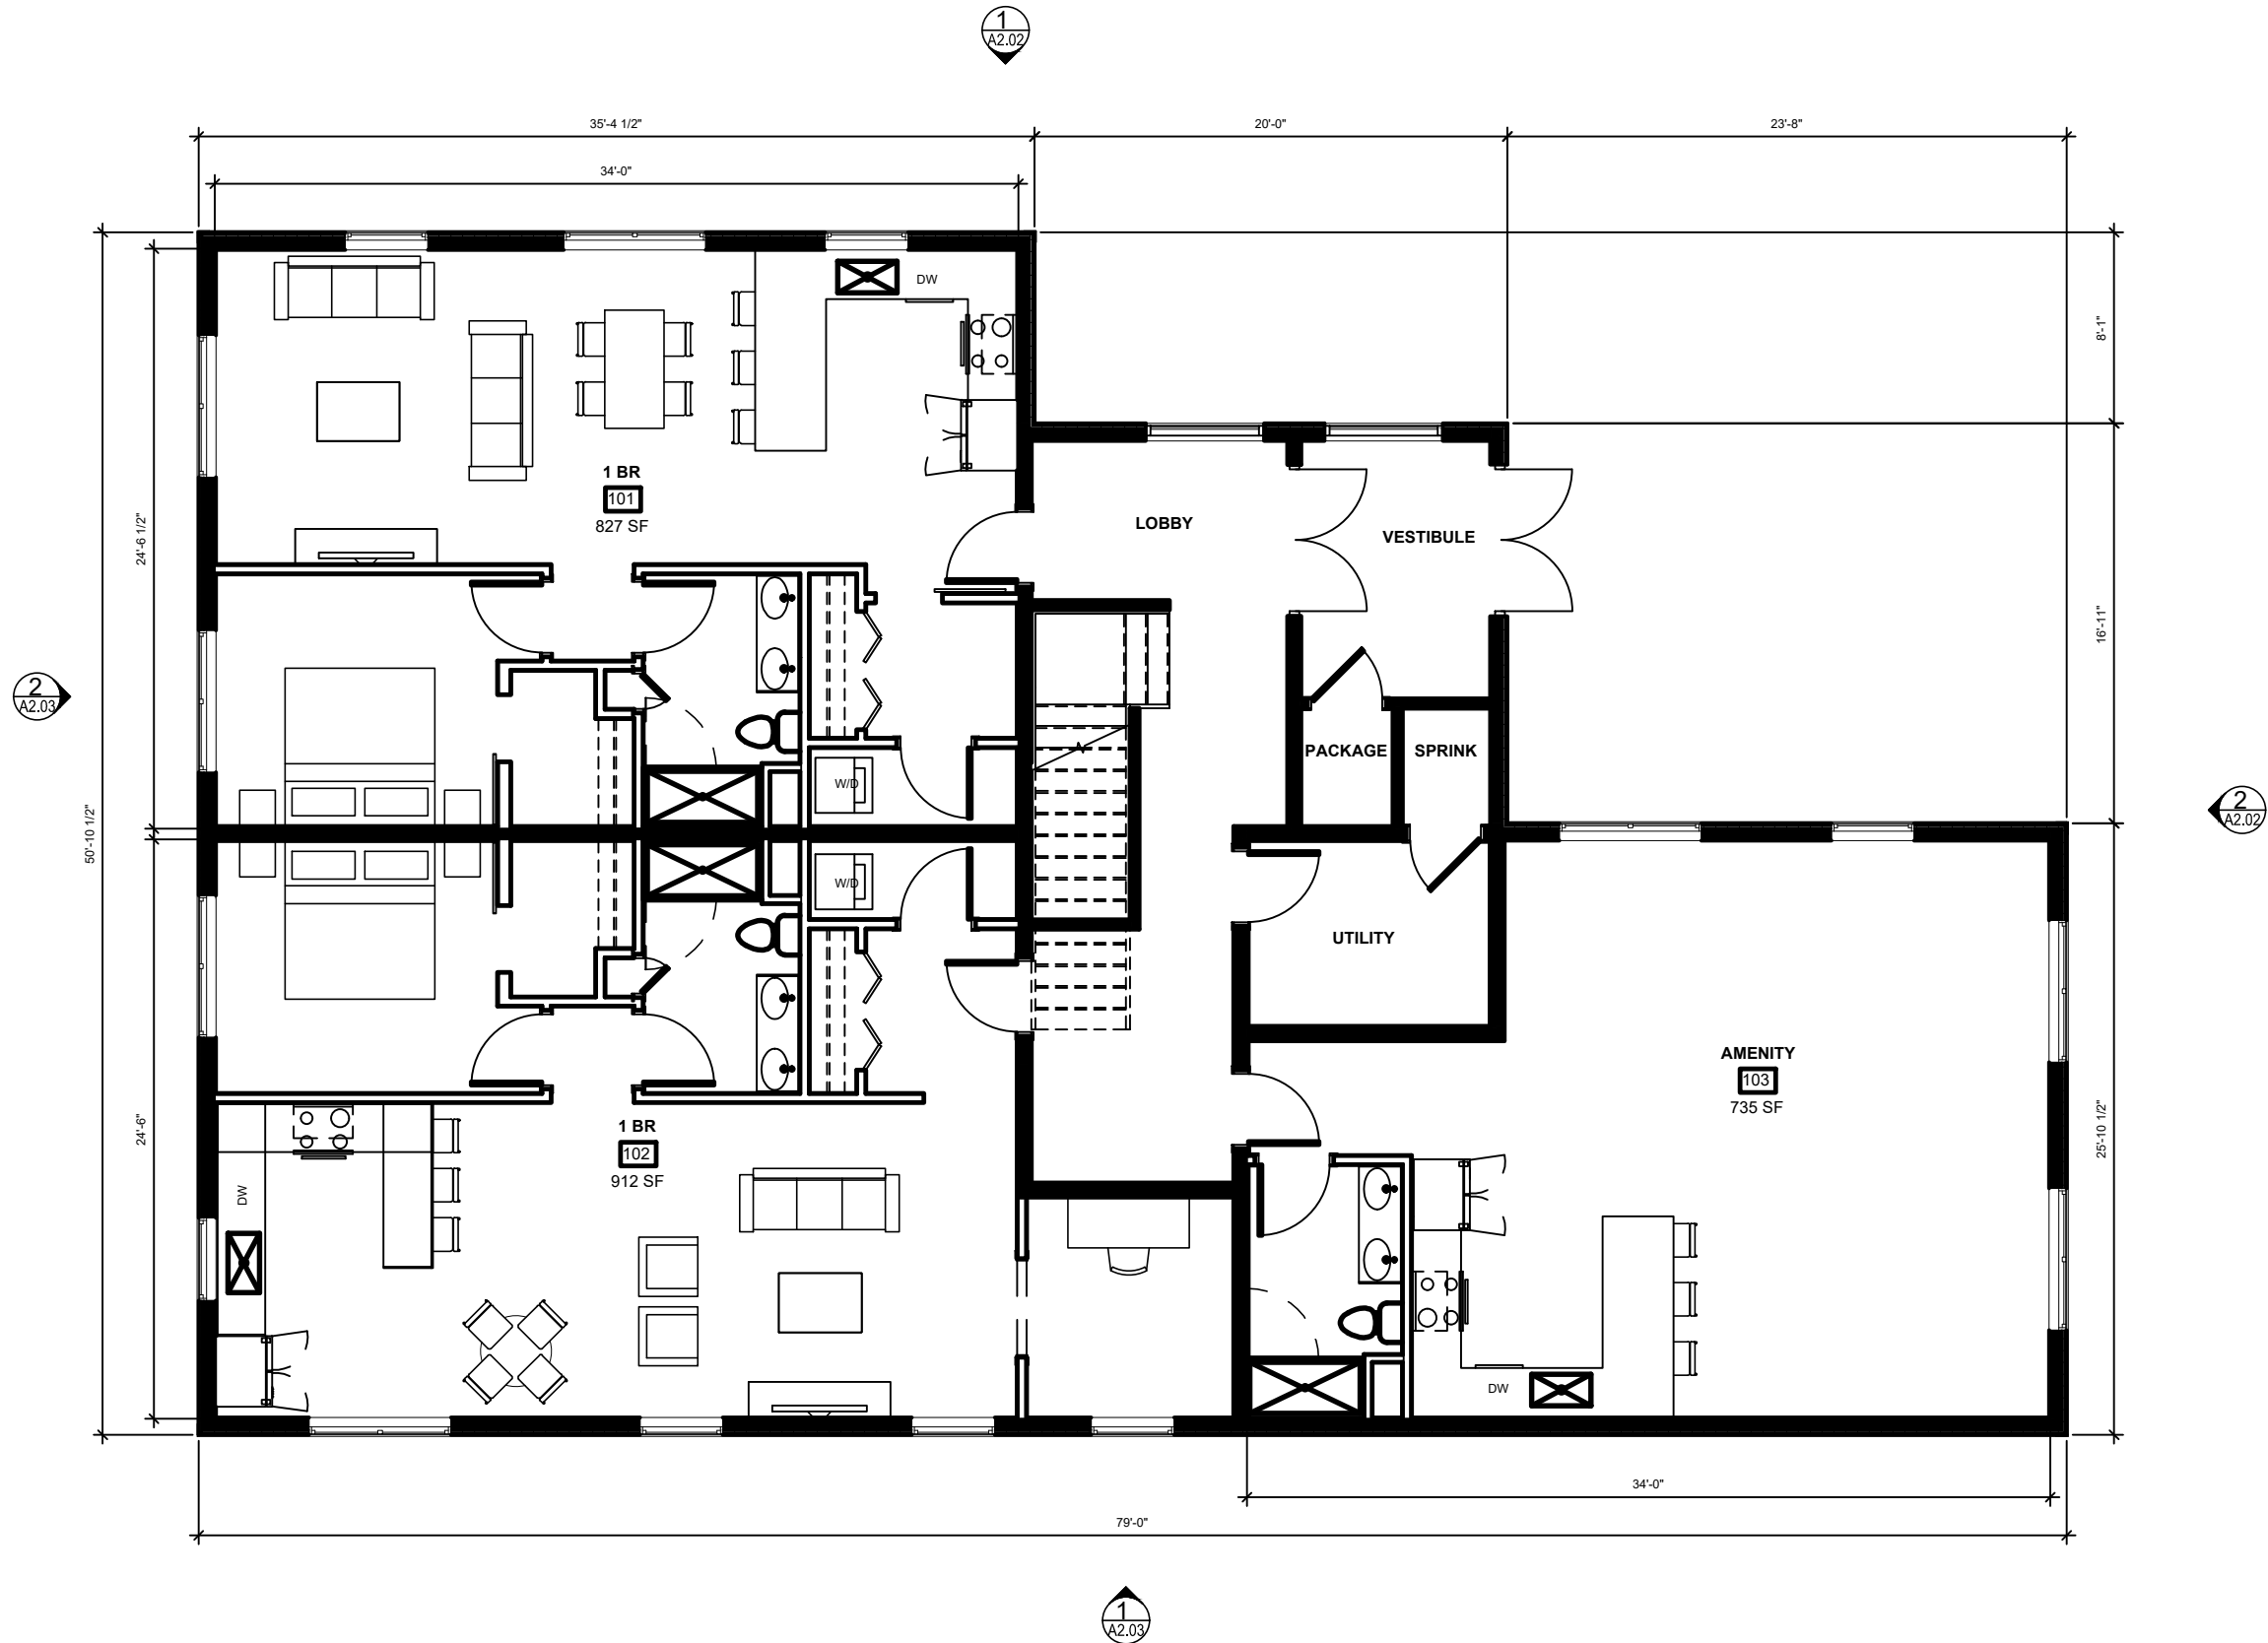 1
A2.02
35'-4 1/2"
20'-0"
23'-8"
34'-0"
DW
8'-1"
1 BR
101
827 SF
LOBBY
VESTIBULE
24'-6 1/2"
16'-11"
2
A2.03
PACKAGE
SPRINK
W/D
50'-10 1/2"
2
A2.02
W/D
UTILITY
AMENITY
103
735 SF
1 BR
102
912 SF
24'-6"
25'-10 1/2"
DW
DW
34'-0"
79'-0"
1
A2.03